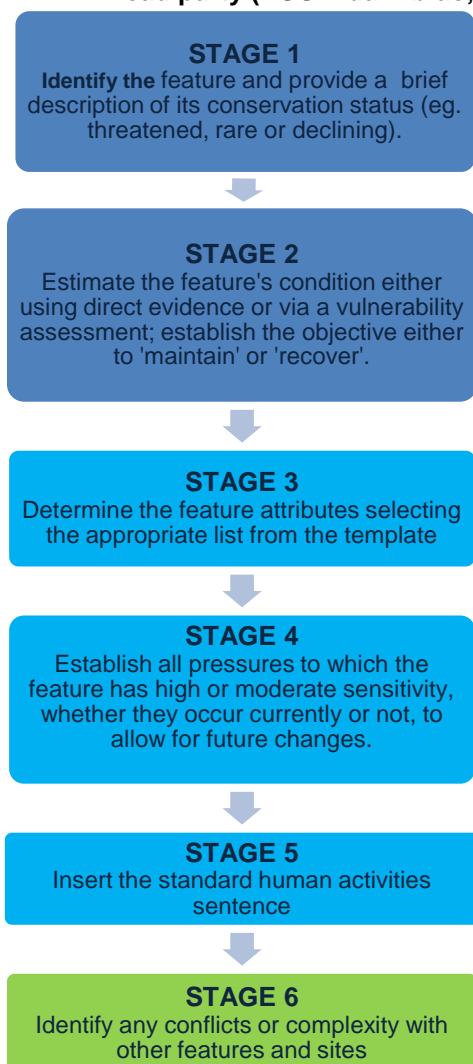 STAGE 1
Identify the feature and provide a brief
description of its conservation status (eg.
threatened, rare or declining).
STAGE 2
Estimate the feature's condition either
using direct evidence or via a vulnerability
assessment; establish the objective either
to 'maintain' or 'recover'.
STAGE 3
Determine the feature attributes selecting
the appropriate list from the template
STAGE 4
Establish all pressures to which the
feature has high or moderate sensitivity,
whether they occur currently or not, to
allow for future changes.
STAGE 5
Insert the standard human activities
sentence
STAGE 6
Identify any conflicts or complexity with
other features and sites